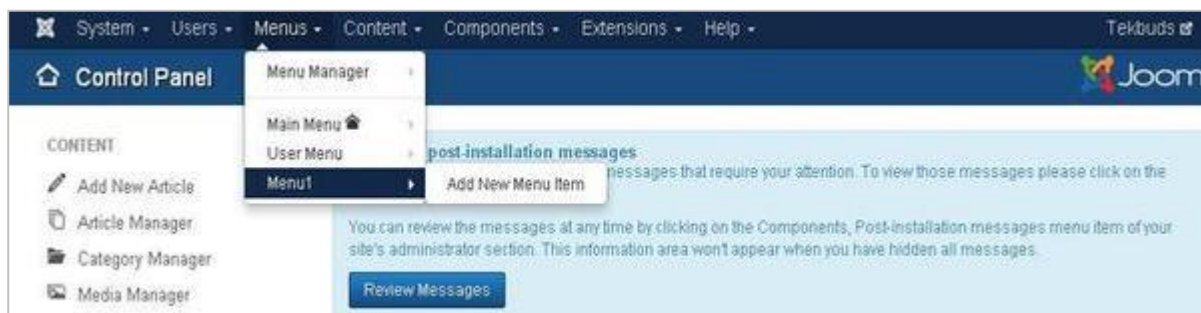 System Users Menus Content Components Extensions Help Tekbuds
Control Panel
Joom
Menu Manager
Main Menu
User Menu
Menu1
Add New Menu Item
CONTENT
Add New Article
Article Manager
Category Manager
Media Manager
post-installation messages
messages that require your attention. To view those messages please click on the
You can review the messages at any time by clicking on the Components, Post-installation messages menu item of your
site's administrator section. This information area won't appear when you have hidden all messages.
Review Messages